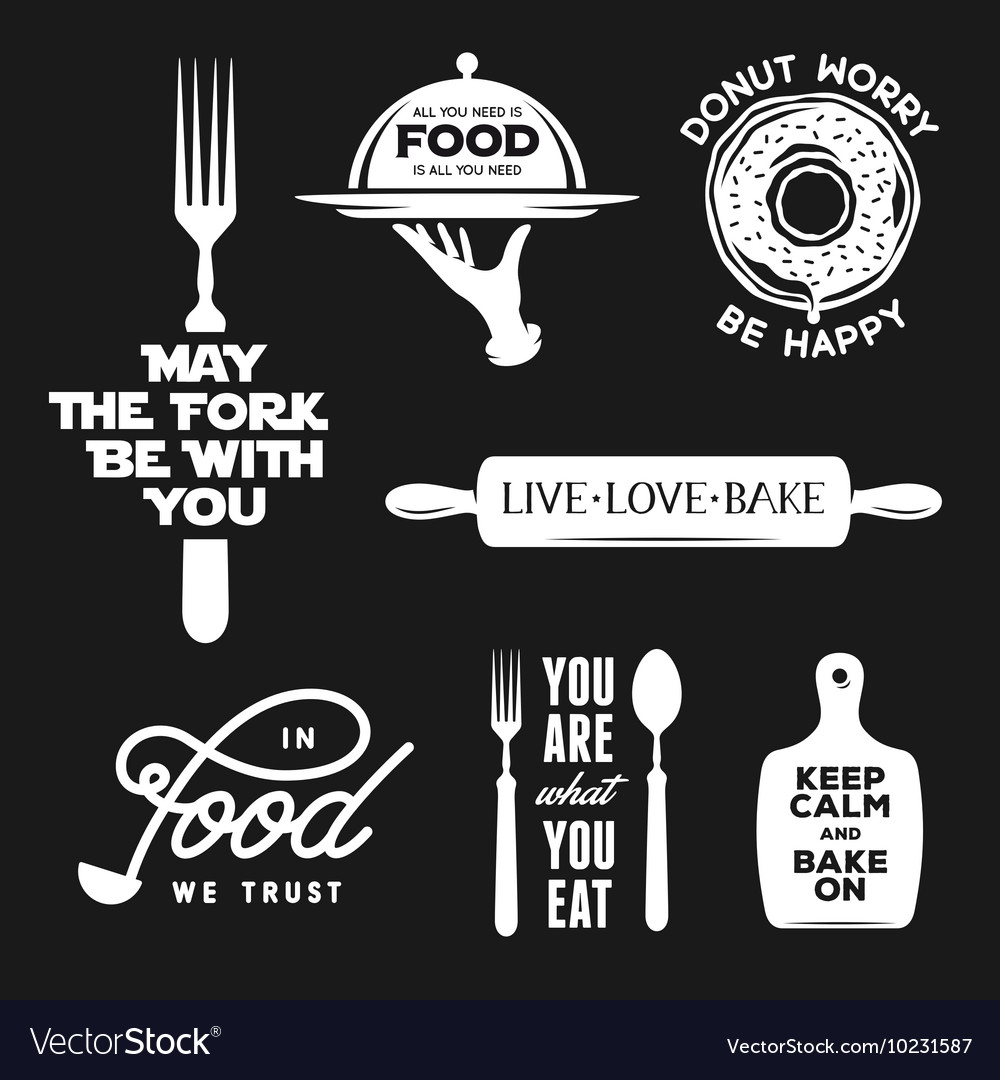 ALL YOU NEED IS
FOOD
IS ALL YOU NEED
DONUT WORRY
BE HAPPY
MAY
THE FORK
BE WITH
YOU
LIVE★LOVE★BAKE
IN
food
WE TRUST
YOU
ARE
what
YOU
EAT
KEEP
CALM
AND
BAKE
ON
VectorStock®
VectorStock.com/10231587